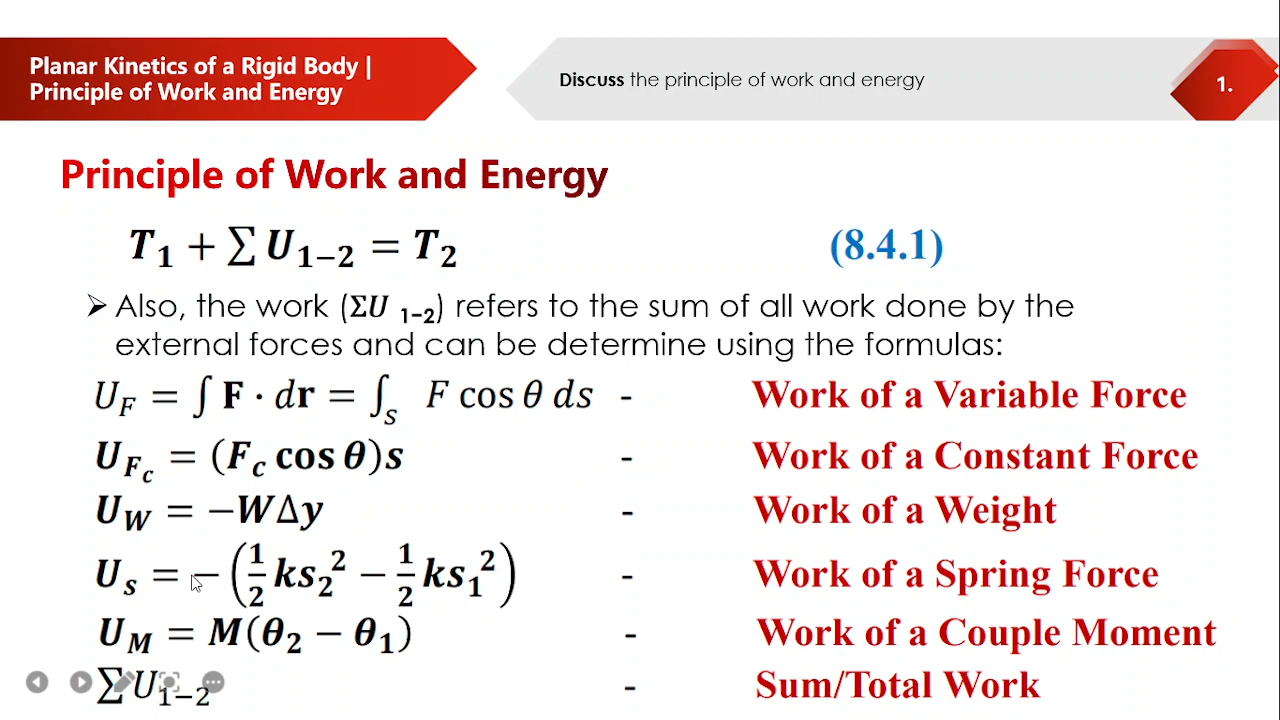 Planar Kinetics of a Rigid Body |
Principle of Work and Energy
Discuss the principle of work and energy
1.
Principle of Work and Energy
T₁ + ∑ U₁₋₂ = T₂ (8.4.1)
➤ Also, the work (ΣU ₁₋₂) refers to the sum of all work done by the
external forces and can be determine using the formulas:
U_F = ∫ F · dr = ∫_s F cos θ ds - Work of a Variable Force
U_{F_c} = (F_c cos θ)s - Work of a Constant Force
U_W = −WΔy - Work of a Weight
U_s = −(½ks₂² − ½ks₁²) - Work of a Spring Force
U_M = M(θ₂ − θ₁) - Work of a Couple Moment
∑U₁₋₂ - Sum/Total Work